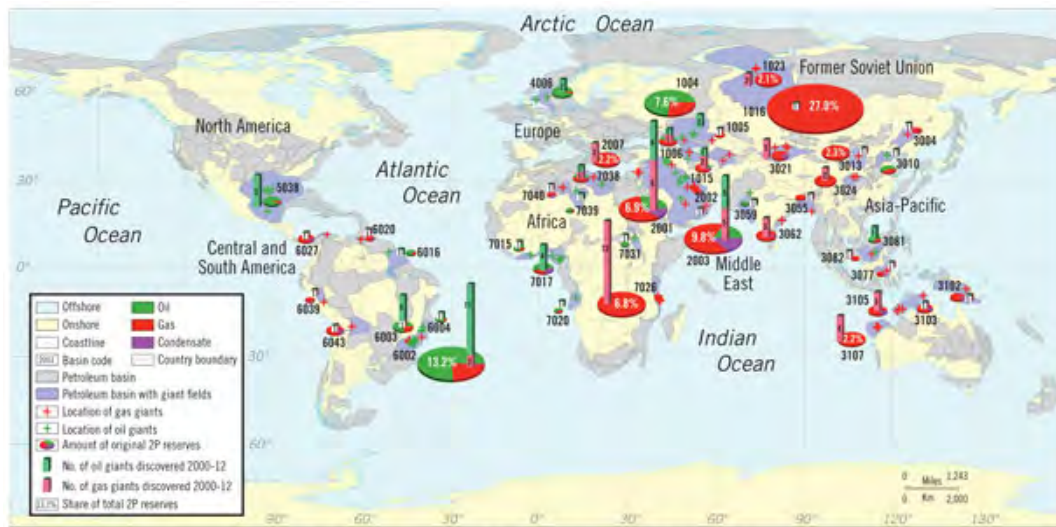 Arctic Ocean
Former Soviet Union
North America
Europe
Atlantic
Ocean
Pacific
Ocean
Africa
Asia-Pacific
Central and
South America
Middle
East
Indian
Ocean
60°
30°
0°
30°
60°
90°
60°
30°
0°
30°
60°
90°
120°
130°
4006
1004
1023
7.6%
2.1%
27.0%
1016
1005
3004
2007
2.2%
1006
2.3%
3013
3010
5038
7038
1015
3021
3024
7040
7039
2002
6.9%
2001
3059
3055
9.8%
2003
3062
3061
6020
6027
6016
7015
7017
7031
3082
3077
7026
6.8%
7020
3102
3105
3103
2.2%
3107
6039
6043
6003
6004
6002
13.2%
Offshore Oil
Onshore Gas
Coastline Condensate
Basin code Country boundary
Petroleum basin
Petroleum basin with giant fields
Location of gas giants
Location of oil giants
Amount of original 2P reserves
No. of oil giants discovered 2000-12
No. of gas giants discovered 2000-12
Share of total 2P reserves
0 Miles 1,243
0 Km 2,000